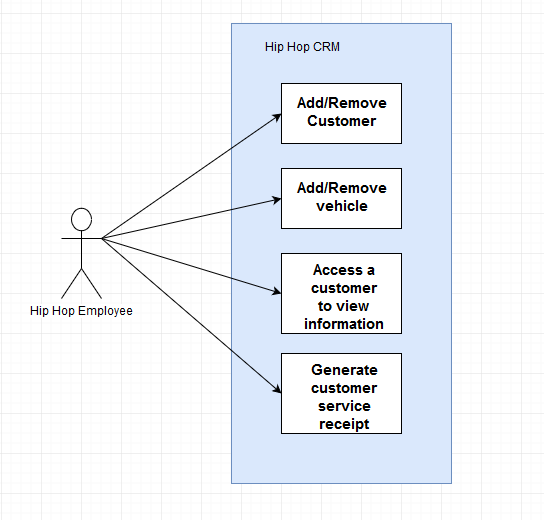 Hip Hop CRM
Add/Remove
Customer
Add/Remove
vehicle
Access a
customer
to view
information
Hip Hop Employee
Generate
customer
service
receipt